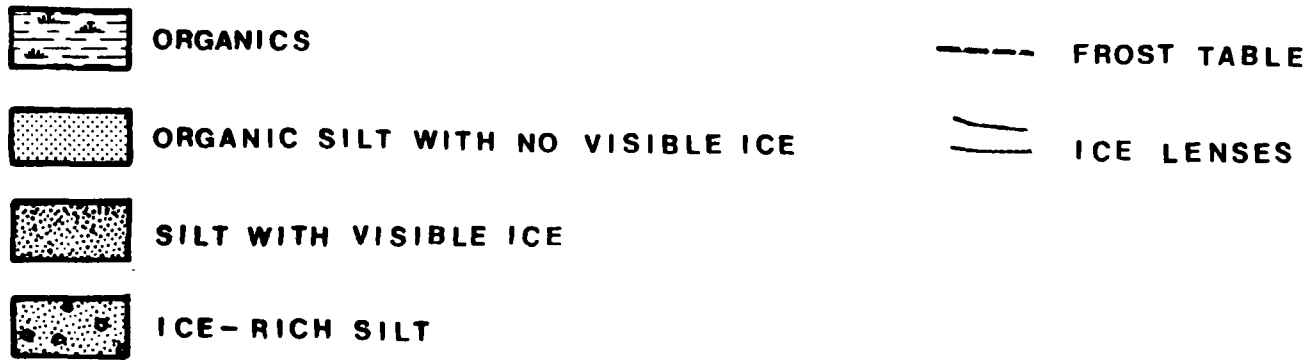 ORGANICS
ORGANIC SILT WITH NO VISIBLE ICE
SILT WITH VISIBLE ICE
ICE-RICH SILT
FROST TABLE
ICE LENSES